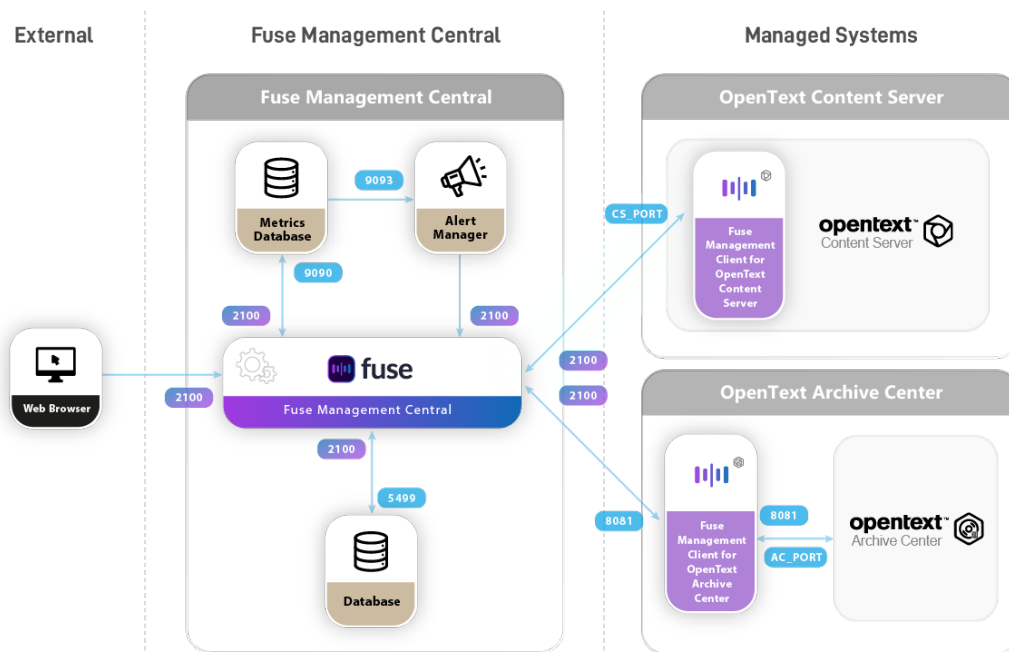 External
Fuse Management Central
Managed Systems
Fuse Management Central
OpenText Content Server
9093
Metrics
Database
Alert
Manager
9090
2100
2100
CS_PORT
Fuse
Management
Client for
OpenText
Content
Server
opentext™
Content Server
Web Browser
2100
fuse
Fuse Management Central
2100
2100
2100
5499
Database
8081
OpenText Archive Center
Fuse
Management
Client for
OpenText
Archive
Center
8081
AC_PORT
opentext™
Archive Center